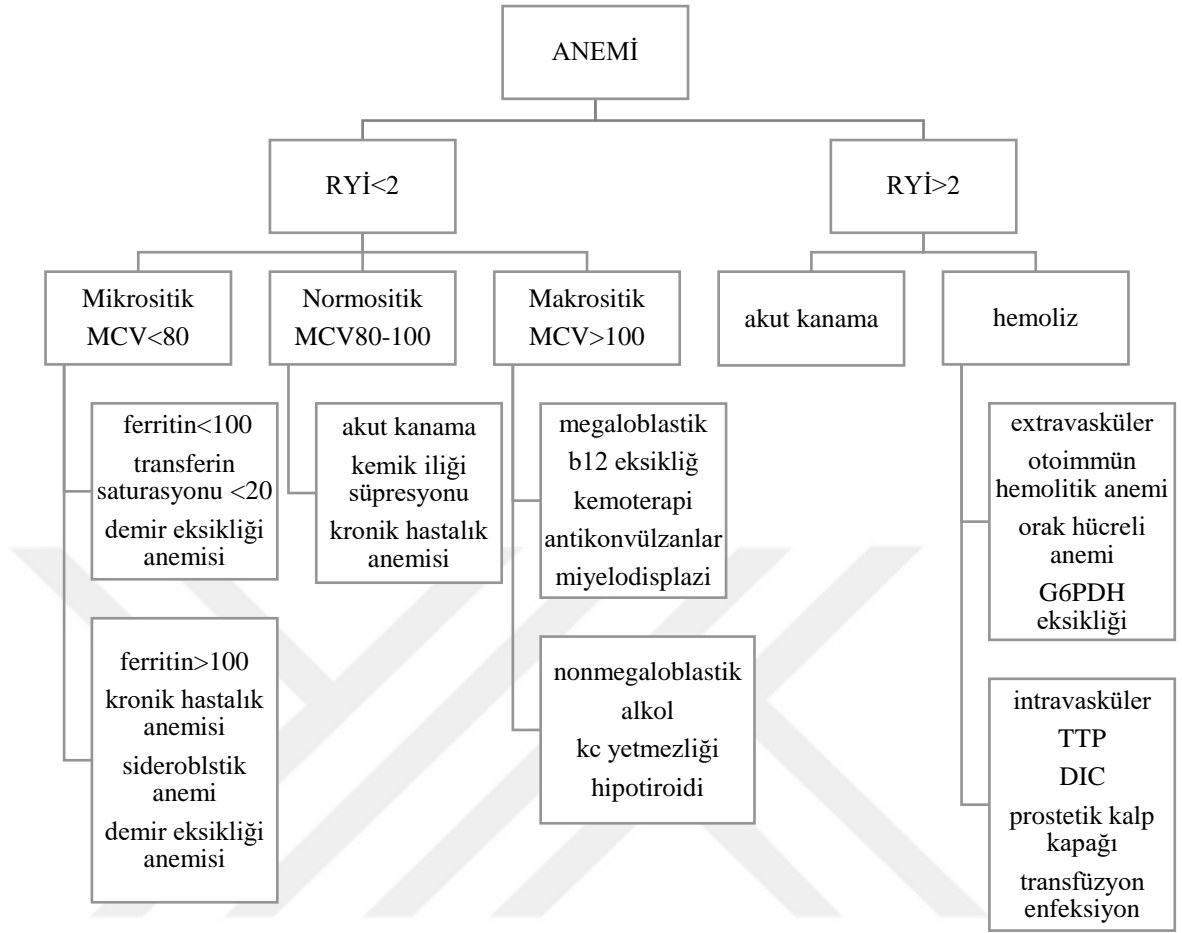 ANEMİ
RYİ<2
RYİ>2
Mikrositik
MCV<80
Normositik
MCV80-100
Makrositik
MCV>100
akut kanama
hemoliz
ferritin<100
transferin
saturasyonu <20
demir eksikliği
anemisi
ferritin>100
kronik hastalık
anemisi
sideroblstik
anemi
demir eksikliği
anemisi
akut kanama
kemik iliği
süpresyonu
kronik hastalık
anemisi
megaloblastik
b12 eksikliğ
kemoterapi
antikonvülzanlar
miyelodisplazi
nonmegaloblastik
alkol
kc yetmezliği
hipotiroidi
extravasküler
otoimmün
hemolitik anemi
orak hücreli
anemi
G6PDH
eksikliği
intravasküler
TTP
DIC
prostetik kalp
kapağı
transfüzyon
enfeksiyon